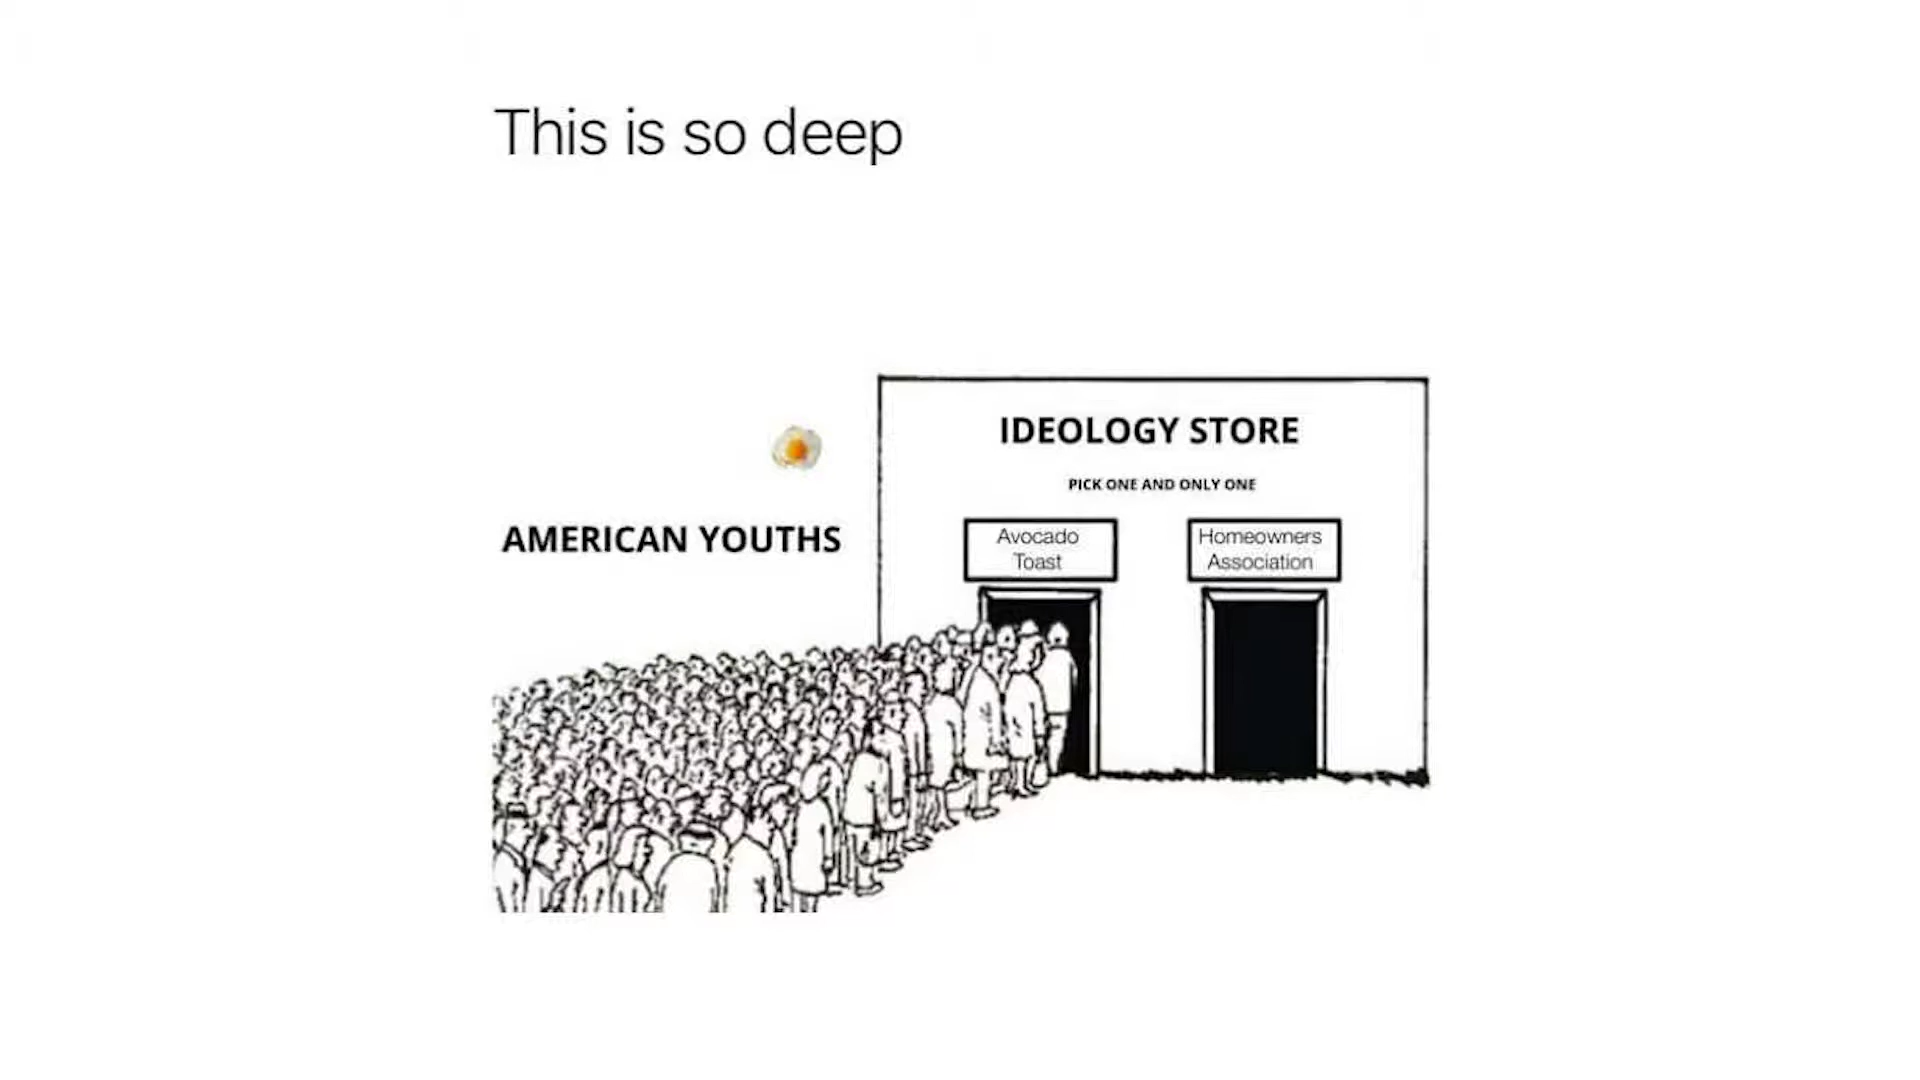 This is so deep
IDEOLOGY STORE
PICK ONE AND ONLY ONE
AMERICAN YOUTHS
Avocado
Toast
Homeowners
Association